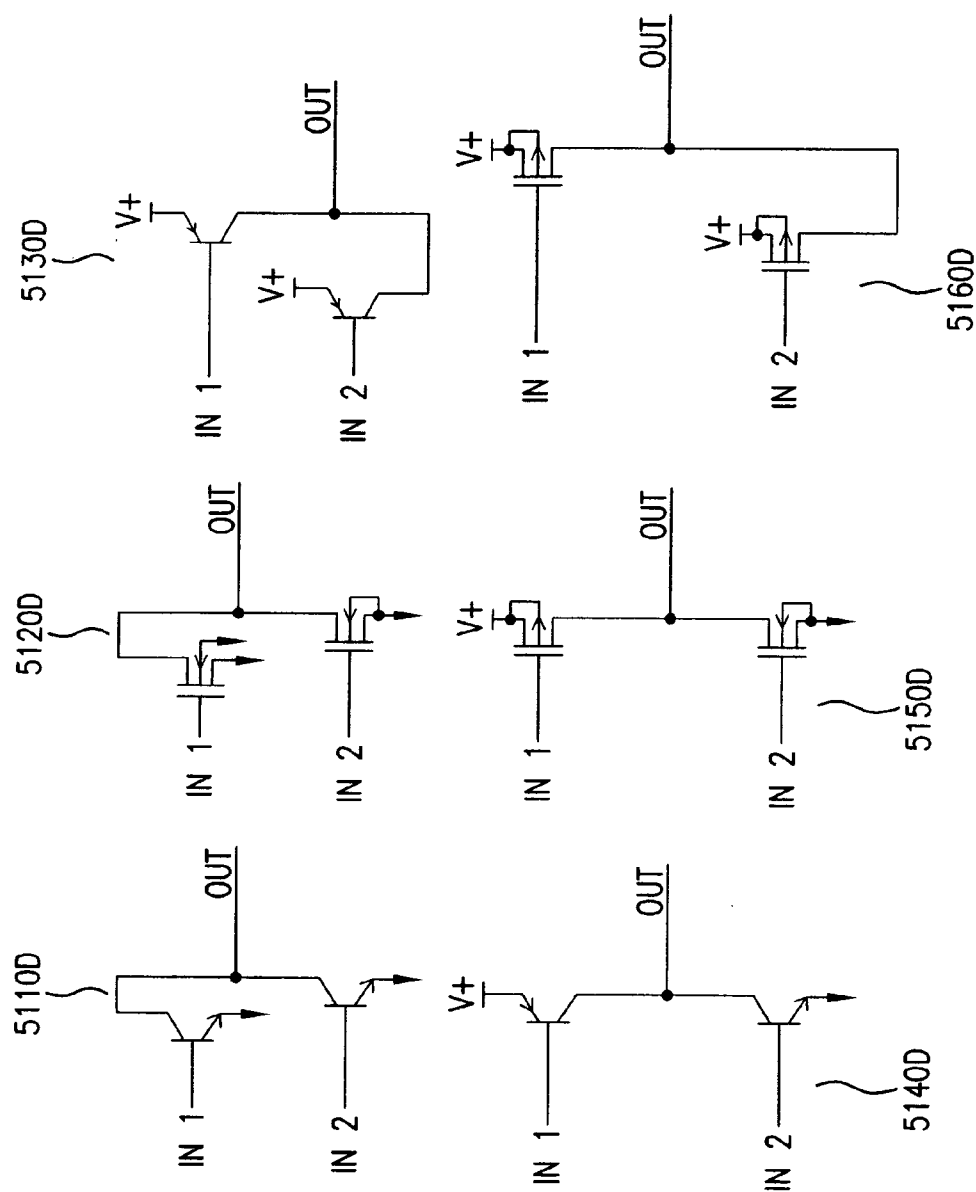 5110D
OUT
IN 1
IN 2
5120D
OUT
IN 1
IN 2
5130D
V+
OUT
IN 1
V+
IN 2
V+
OUT
IN 1
IN 2
5140D
V+
OUT
IN 1
IN 2
5150D
V+
OUT
IN 1
V+
IN 2
5160D